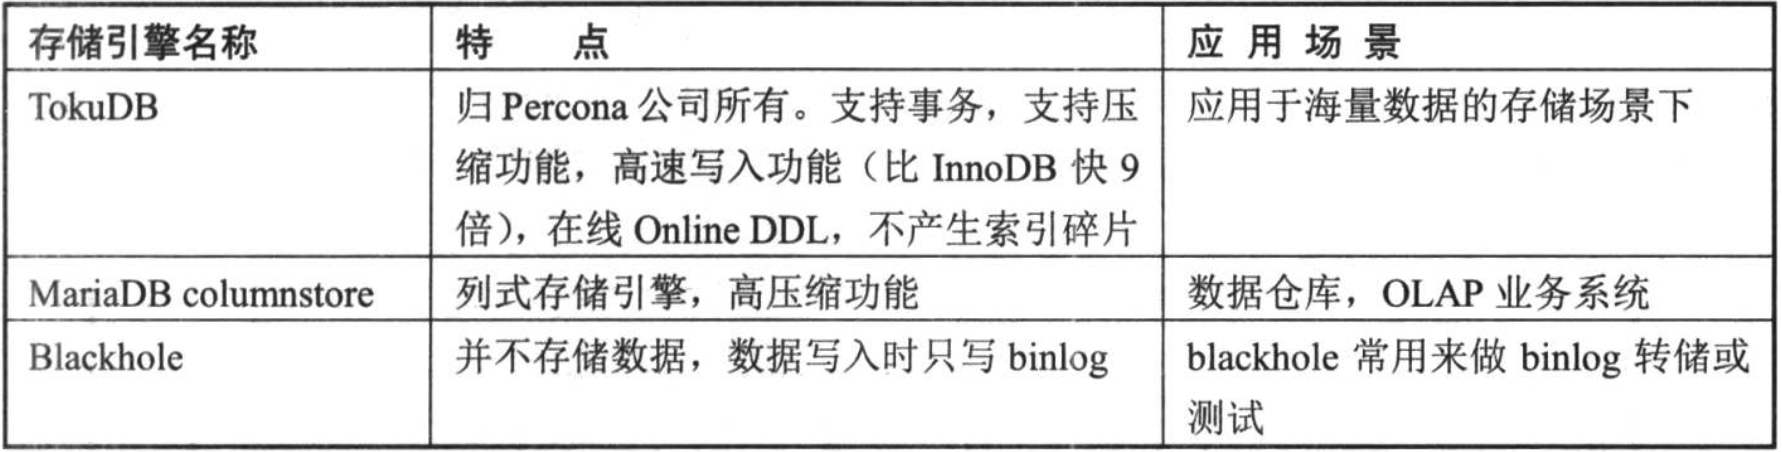 存储引擎名称 特 点 应 用 场 景
TokuDB 归 Percona 公司所有。支持事务，支持压 应用于海量数据的存储场景下
缩功能，高速写入功能（比 InnoDB 快 9
倍），在线 Online DDL，不产生索引碎片
MariaDB columnstore 列式存储引擎，高压缩功能 数据仓库，OLAP 业务系统
Blackhole 并不存储数据，数据写入时只写 binlog blackhole 常用来做 binlog 转储或
测试